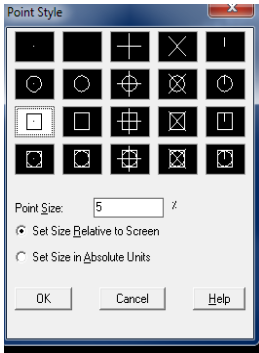 Point Style
x
Point Size: 5 %
Set Size Relative to Screen
Set Size in Absolute Units
OK Cancel Help